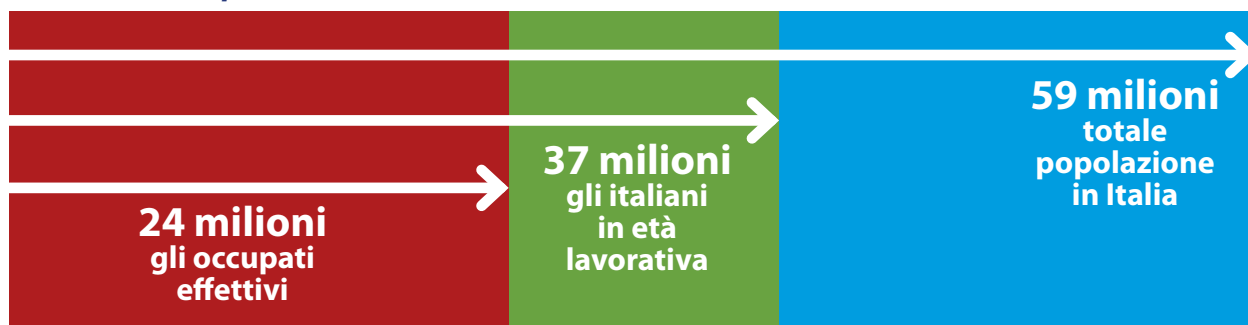 24 milioni
gli occupati
effettivi
37 milioni
gli italiani
in età
lavorativa
59 milioni
totale
popolazione
in Italia